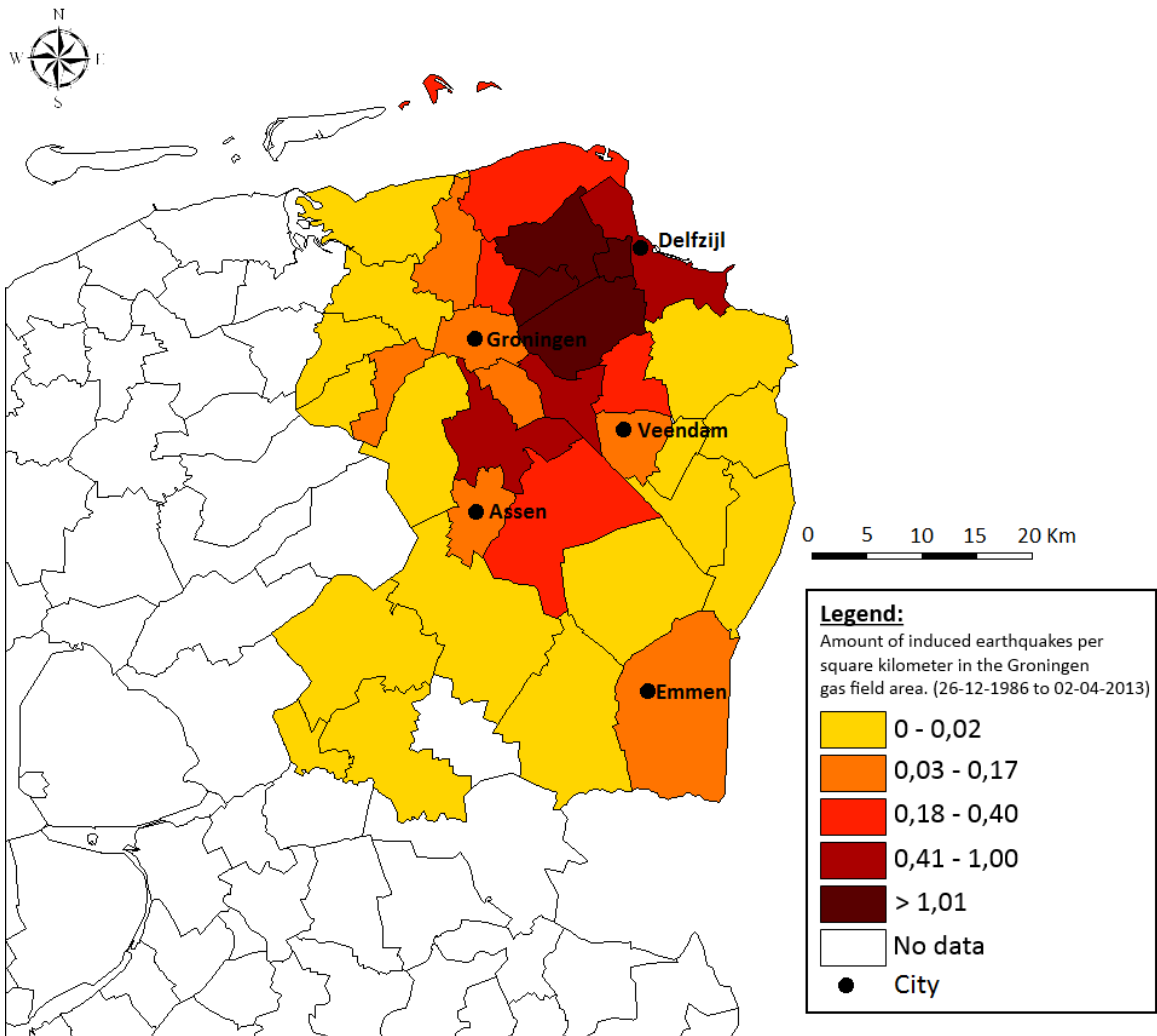 N
W E
S
Delfzijl
Groningen
Veendam
Assen
Emmen
0 5 10 15 20 Km
Legend:
Amount of induced earthquakes per
square kilometer in the Groningen
gas field area. (26-12-1986 to 02-04-2013)
0 - 0,02
0,03 - 0,17
0,18 - 0,40
0,41 - 1,00
> 1,01
No data
City